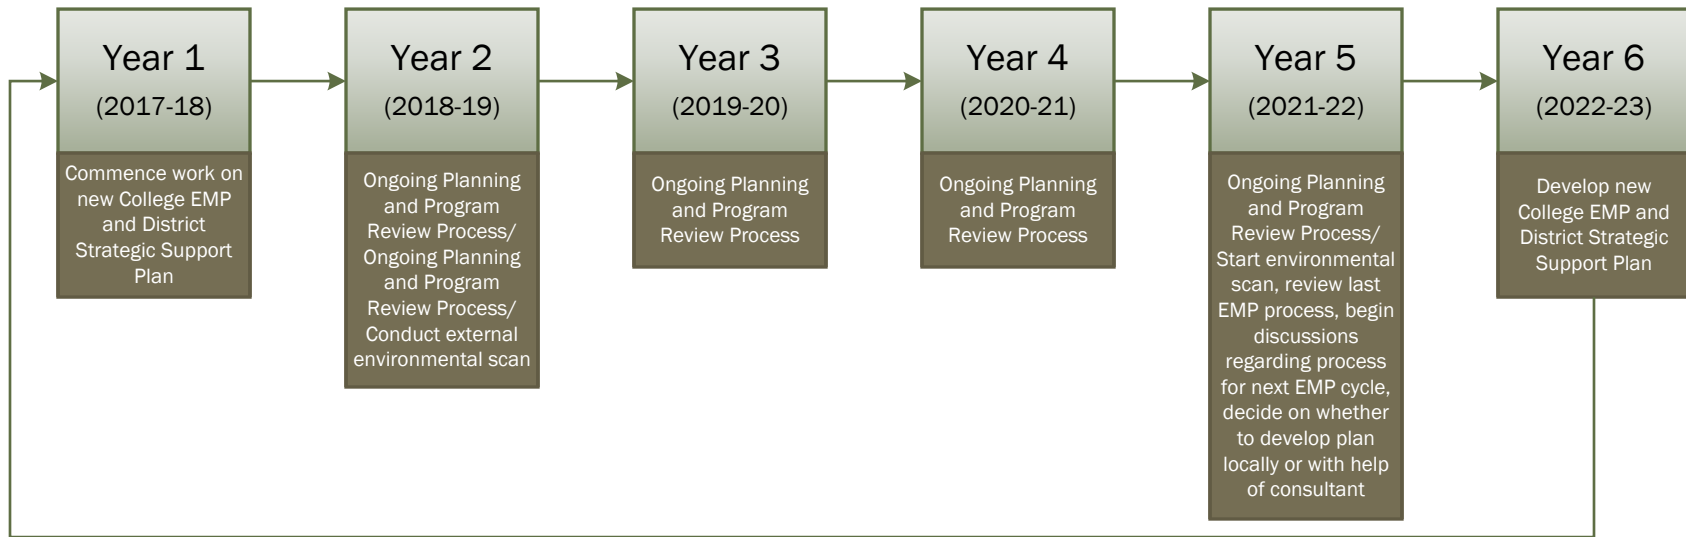 Year 1
(2017-18)
Commence work on
new College EMP
and District
Strategic Support
Plan
Year 2
(2018-19)
Ongoing Planning
and Program
Review Process/
Ongoing Planning
and Program
Review Process/
Conduct external
environmental scan
Year 3
(2019-20)
Ongoing Planning
and Program
Review Process
Year 4
(2020-21)
Ongoing Planning
and Program
Review Process
Year 5
(2021-22)
Ongoing Planning
and Program
Review Process/
Start environmental
scan, review last
EMP process, begin
discussions
regarding process
for next EMP cycle,
decide on whether
to develop plan
locally or with help
of consultant
Year 6
(2022-23)
Develop new
College EMP and
District Strategic
Support Plan